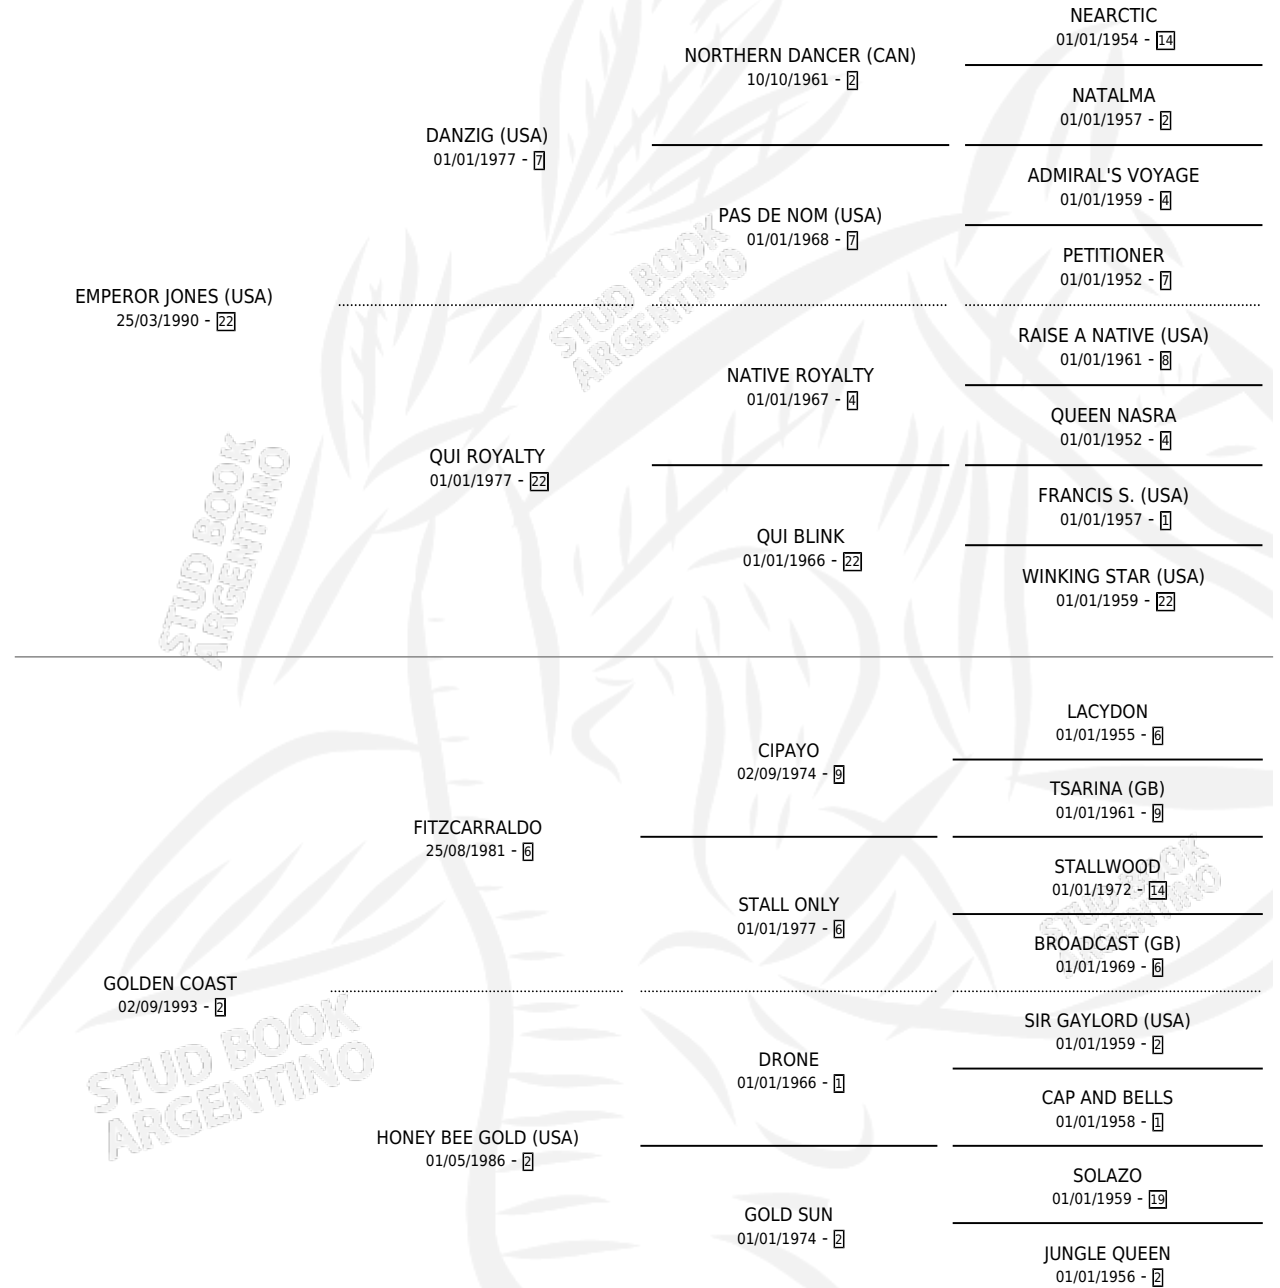 NEARCTIC
01/01/1954 - 14
NORTHERN DANCER (CAN)
10/10/1961 - 2
NATALMA
01/01/1957 - 2
DANZIG (USA)
01/01/1977 - 7
ADMIRAL'S VOYAGE
01/01/1959 - 4
PAS DE NOM (USA)
01/01/1968 - 7
PETITIONER
01/01/1952 - 7
EMPEROR JONES (USA)
25/03/1990 - 22
STUD BOOK
ARGENTINO
RAISE A NATIVE (USA)
01/01/1961 - 8
NATIVE ROYALTY
01/01/1967 - 4
QUEEN NASRA
01/01/1952 - 4
QUI ROYALTY
01/01/1977 - 22
FRANCIS S. (USA)
01/01/1957 - 1
QUI BLINK
01/01/1966 - 22
WINKING STAR (USA)
01/01/1959 - 22
STUD BOOK
ARGENTINO
LACYDON
01/01/1955 - 6
CIPAYO
02/09/1974 - 9
TSARINA (GB)
01/01/1961 - 9
FITZCARRALDO
25/08/1981 - 6
STALLWOOD
01/01/1972 - 14
STALL ONLY
01/01/1977 - 6
BROADCAST (GB)
01/01/1969 - 6
STUD BOOK
ARGENTINO
GOLDEN COAST
02/09/1993 - 2
SIR GAYLORD (USA)
01/01/1959 - 2
DRONE
01/01/1966 - 1
CAP AND BELLS
01/01/1958 - 1
STUD BOOK
ARGENTINO
HONEY BEE GOLD (USA)
01/05/1986 - 2
SOLAZO
01/01/1959 - 19
GOLD SUN
01/01/1974 - 2
JUNGLE QUEEN
01/01/1956 - 2